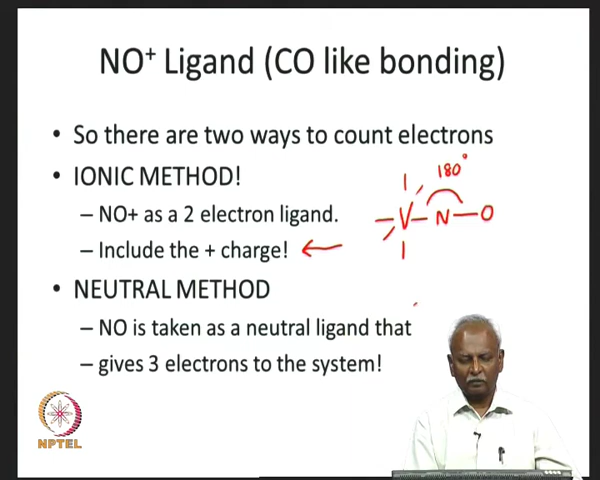 NO⁺ Ligand (CO like bonding)
• So there are two ways to count electrons
• IONIC METHOD!
– NO+ as a 2 electron ligand.
– Include the + charge! ←
• NEUTRAL METHOD
– NO is taken as a neutral ligand that
– gives 3 electrons to the system!
180°
V–N–O
NPTEL